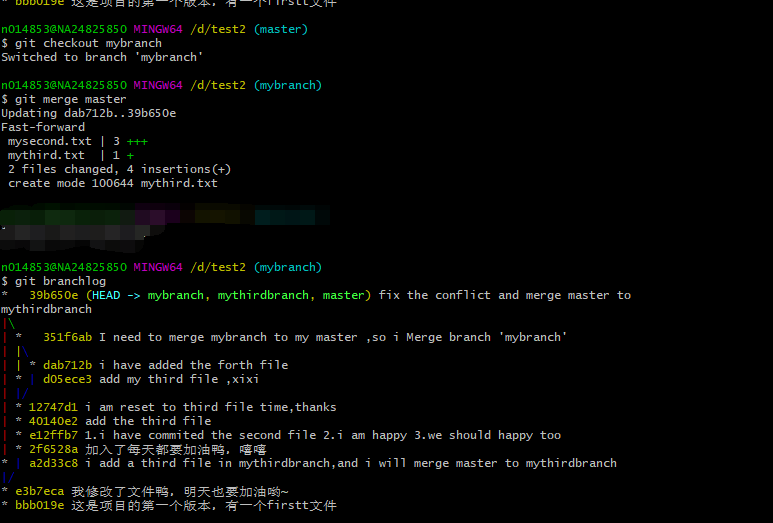 * bbb019e 这是项目的第一个版本, 有一个firstt文件
n014853@NA24825850 MINGW64 /d/test2 (master)
$ git checkout mybranch
Switched to branch 'mybranch'
n014853@NA24825850 MINGW64 /d/test2 (mybranch)
$ git merge master
Updating dab712b..39b650e
Fast-forward
 mysecond.txt | 3 +++
 mythird.txt  | 1 +
 2 files changed, 4 insertions(+)
 create mode 100644 mythird.txt
n014853@NA24825850 MINGW64 /d/test2 (mybranch)
$ git branchlog
*   39b650e (HEAD -> mybranch, mythirdbranch, master) fix the conflict and merge master to
mythirdbranch
|\
| *   351f6ab I need to merge mybranch to my master ,so i Merge branch 'mybranch'
| |\
| | * dab712b i have added the forth file
| * | d05ece3 add my third file ,xixi
| |/
| * 12747d1 i am reset to third file time,thanks
| * 40140e2 add the third file
| * e12ffb7 1.i have commited the second file 2.i am happy 3.we should happy too
| * 2f6528a 加入了每天都要加油鸭, 嘻嘻
* | a2d33c8 i add a third file in mythirdbranch,and i will merge master to mythirdbranch
|/
* e3b7eca 我修改了文件鸭, 明天也要加油哟~
* bbb019e 这是项目的第一个版本, 有一个firstt文件